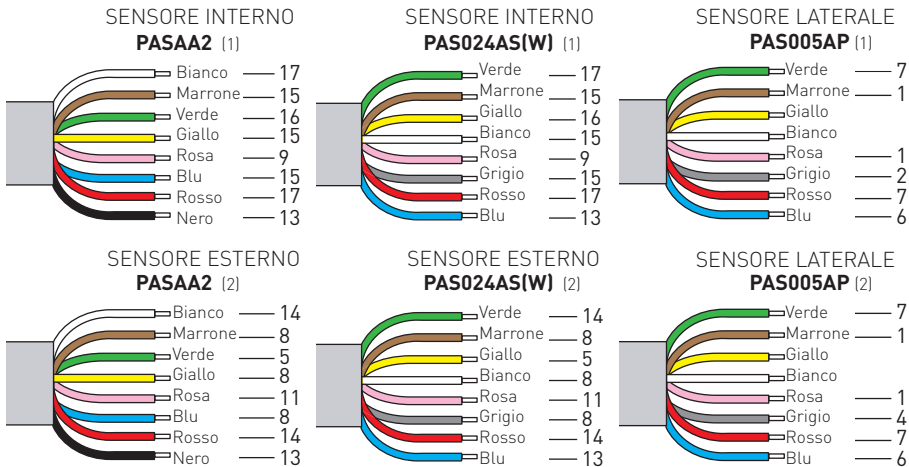 SENSORE INTERNO
PASAA2 (1)
Bianco 17
Marrone 15
Verde 16
Giallo 15
Rosa 9
Blu 15
Rosso 17
Nero 13
SENSORE INTERNO
PAS024AS(W) (1)
Verde 17
Marrone 15
Giallo 16
Bianco 15
Rosa 9
Grigio 15
Rosso 17
Blu 13
SENSORE LATERALE
PAS005AP (1)
Verde 7
Marrone 1
Giallo
Bianco
Rosa 1
Grigio 2
Rosso 7
Blu 6
SENSORE ESTERNO
PASAA2 (2)
Bianco 14
Marrone 8
Verde 5
Giallo 8
Rosa 11
Blu 8
Rosso 14
Nero 13
SENSORE ESTERNO
PAS024AS(W) (2)
Verde 14
Marrone 8
Giallo 5
Bianco 8
Rosa 11
Grigio 8
Rosso 14
Blu 13
SENSORE LATERALE
PAS005AP (2)
Verde 7
Marrone 1
Giallo
Bianco
Rosa 1
Grigio 4
Rosso 7
Blu 6